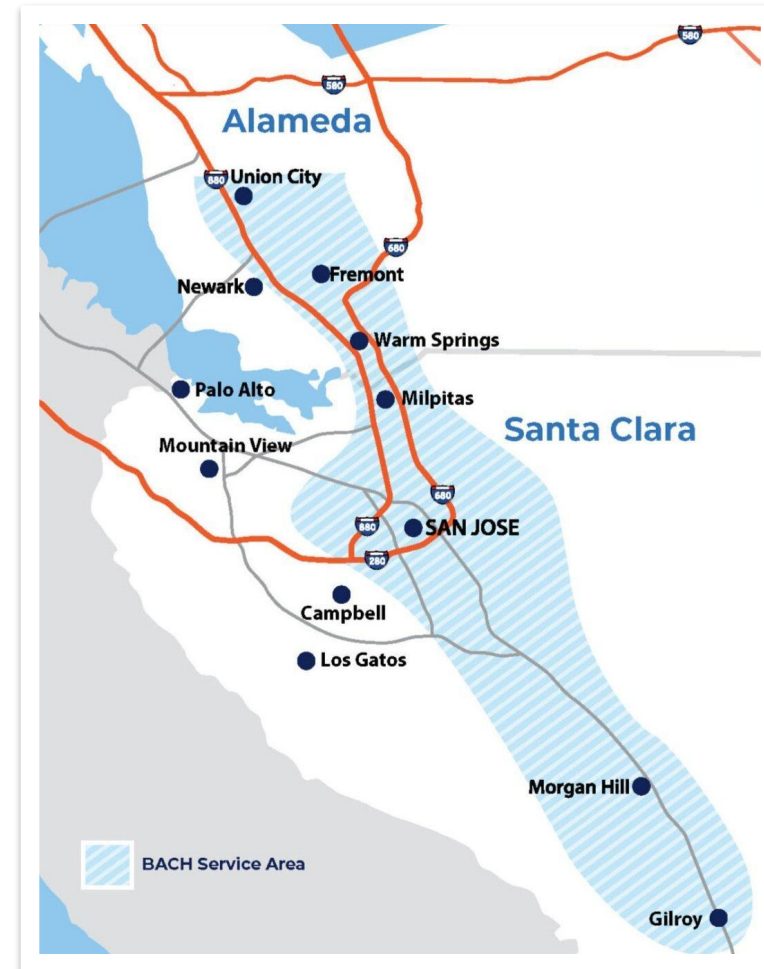 580
580
Alameda
880
Union City
680
Newark
Fremont
Warm Springs
Palo Alto
Milpitas
Santa Clara
Mountain View
680
880
SAN JOSE
280
Campbell
Los Gatos
Morgan Hill
BACH Service Area
Gilroy